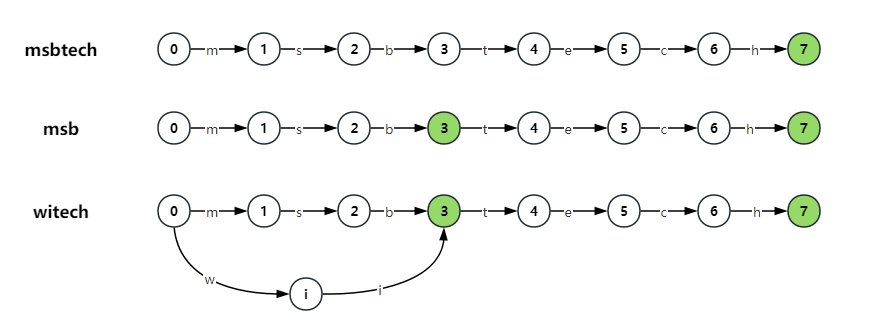 msbtech 0 m 1 s 2 b 3 t 4 e 5 c 6 h 7
msb 0 m 1 s 2 b 3 t 4 e 5 c 6 h 7
witech 0 m 1 s 2 b 3 t 4 e 5 c 6 h 7
w i i